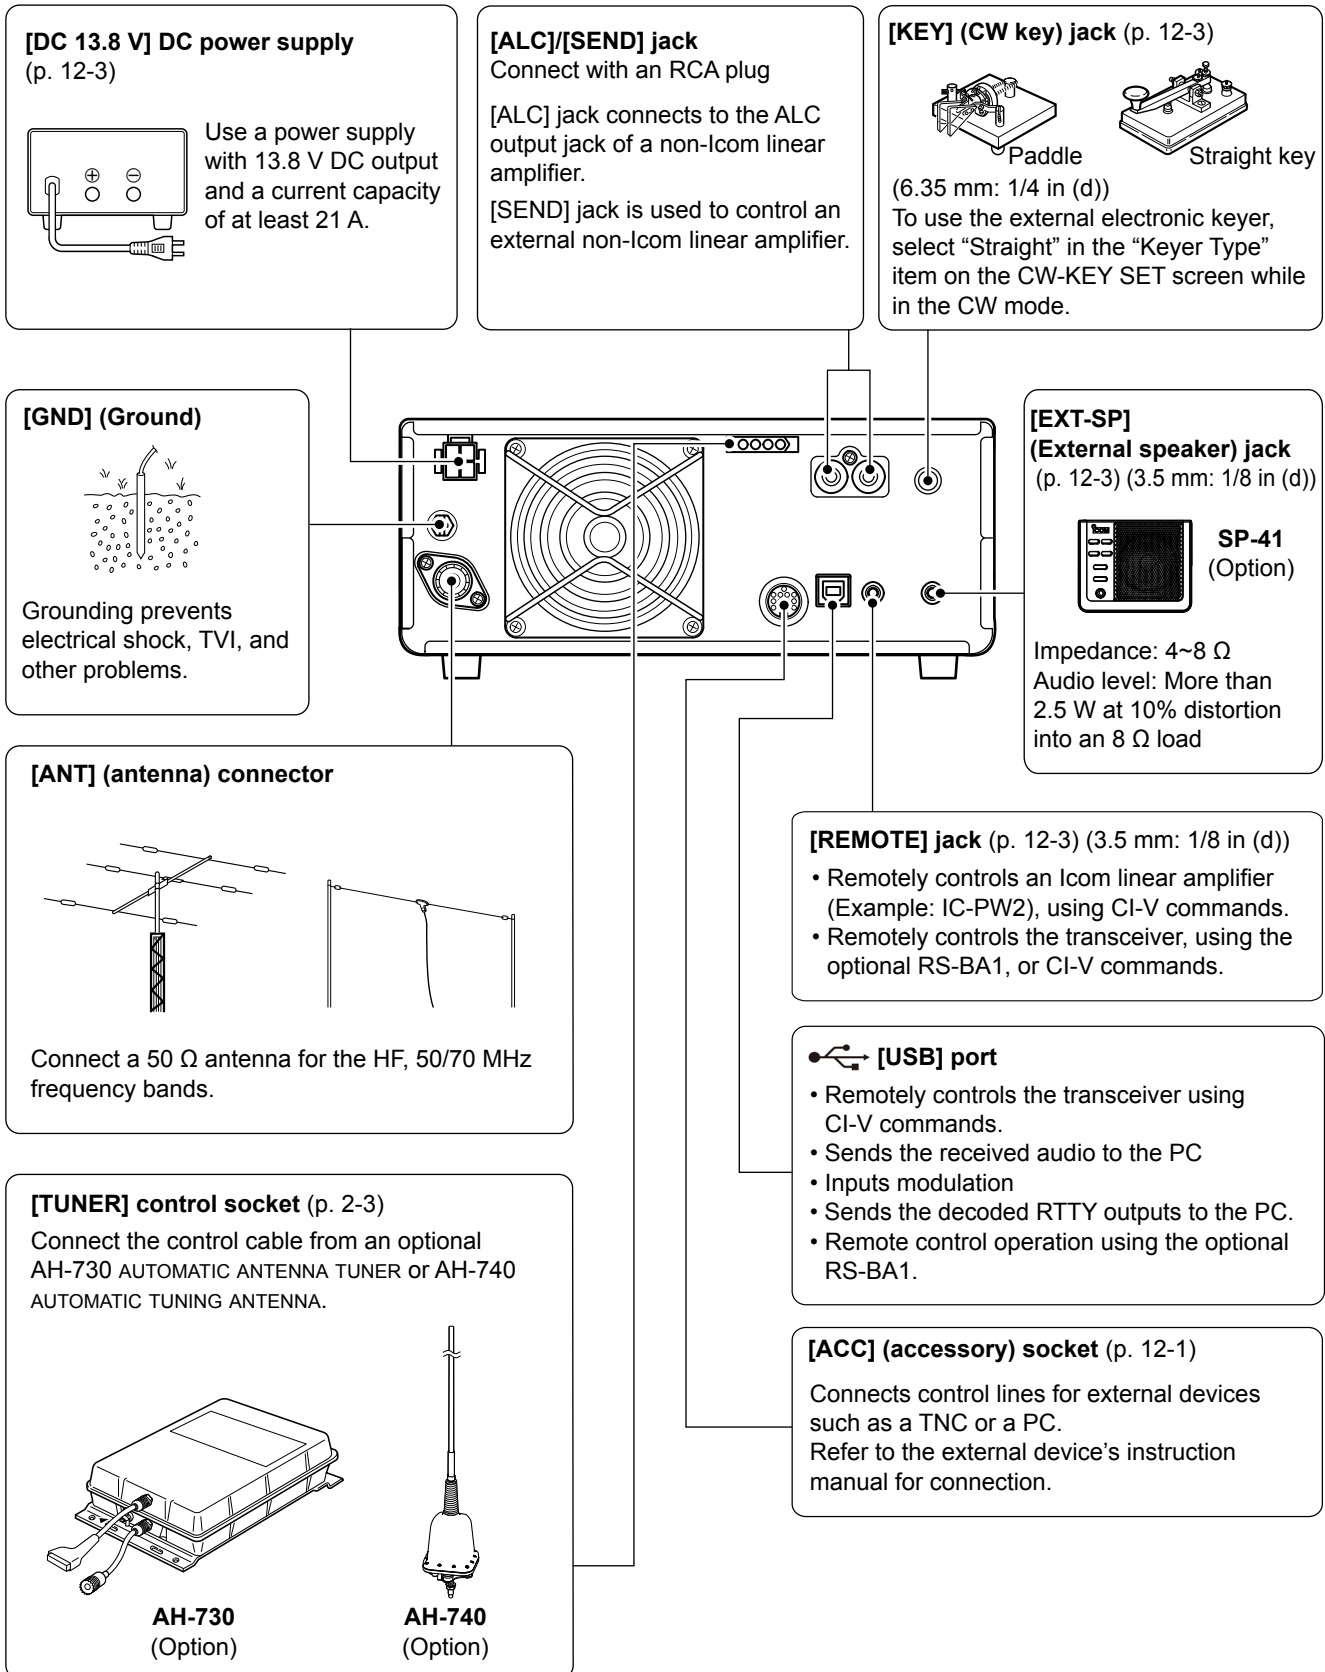 [DC 13.8 V] DC power supply
(p. 12-3)
Use a power supply
with 13.8 V DC output
and a current capacity
of at least 21 A.
[ALC]/[SEND] jack
Connect with an RCA plug
[ALC] jack connects to the ALC
output jack of a non-Icom linear
amplifier.
[SEND] jack is used to control an
external non-Icom linear amplifier.
[KEY] (CW key) jack (p. 12-3)
Paddle
Straight key
(6.35 mm: 1/4 in (d))
To use the external electronic keyer,
select “Straight” in the “Keyer Type”
item on the CW-KEY SET screen while
in the CW mode.
[GND] (Ground)
Grounding prevents
electrical shock, TVI, and
other problems.
[EXT-SP]
(External speaker) jack
(p. 12-3) (3.5 mm: 1/8 in (d))
ICOM
SP-41
(Option)
Impedance: 4~8 Ω
Audio level: More than
2.5 W at 10% distortion
into an 8 Ω load
[ANT] (antenna) connector
Connect a 50 Ω antenna for the HF, 50/70 MHz
frequency bands.
[REMOTE] jack (p. 12-3) (3.5 mm: 1/8 in (d))
• Remotely controls an Icom linear amplifier
(Example: IC-PW2), using CI-V commands.
• Remotely controls the transceiver, using the
optional RS-BA1, or CI-V commands.
[USB] port
• Remotely controls the transceiver using
CI-V commands.
• Sends the received audio to the PC
• Inputs modulation
• Sends the decoded RTTY outputs to the PC.
• Remote control operation using the optional
RS-BA1.
[TUNER] control socket (p. 2-3)
Connect the control cable from an optional
AH-730 AUTOMATIC ANTENNA TUNER or AH-740
AUTOMATIC TUNING ANTENNA.
AH-730
(Option)
AH-740
(Option)
[ACC] (accessory) socket (p. 12-1)
Connects control lines for external devices
such as a TNC or a PC.
Refer to the external device’s instruction
manual for connection.